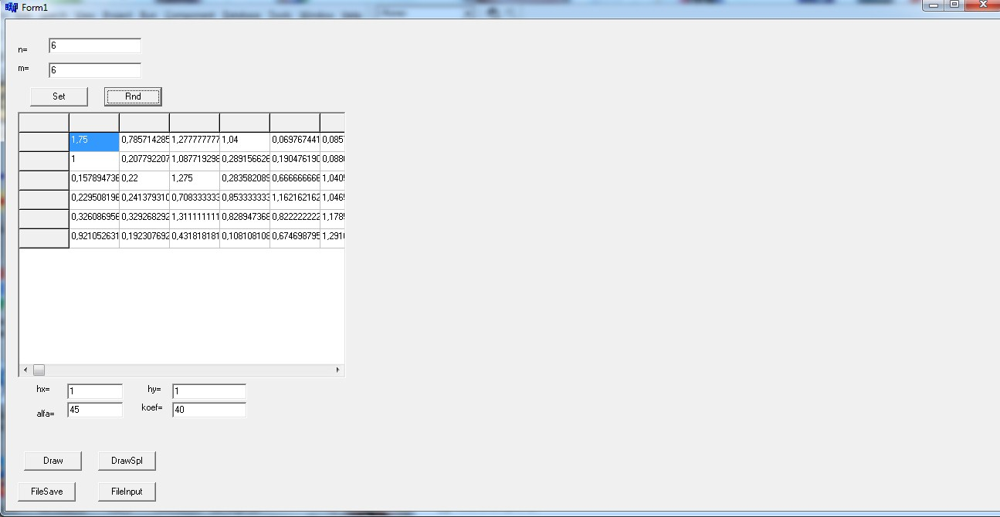 Form1
n= 6
m= 6
Set Rnd
1,75 0,785714285 1,277777777 1,04 0,069767441 0,085
1 0,207792207 1,087719298 0,289156626 0,190476190 0,088
0,157894736 0,22 1,275 0,283582089 0,666666666 1,040
0,229508196 0,241379310 0,708333333 0,853333333 1,162162162 1,046
0,326086956 0,329268292 1,311111111 0,828947368 0,822222222 1,178
0,921052631 0,192307692 0,431818181 0,108108108 0,674698795 1,291
hx= 1 hy= 1
alfa= 45 koef= 40
Draw DrawSpl
FileSave FileInput